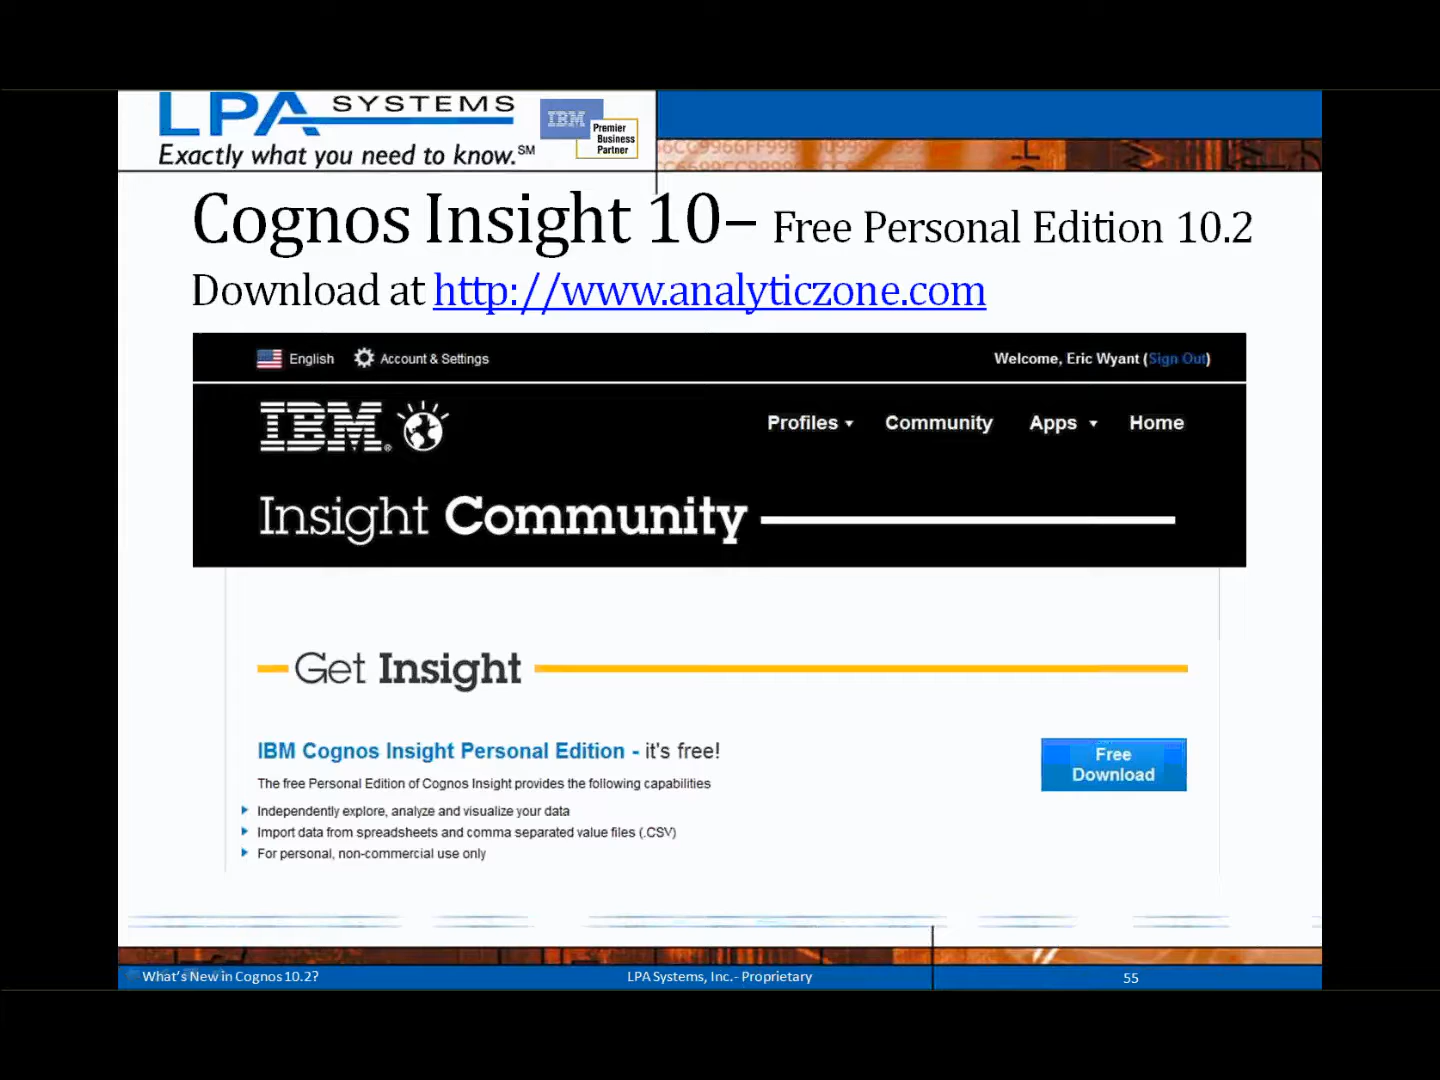 LPA SYSTEMS
Exactly what you need to know.SM
IBM
Premier
Business
Partner
Cognos Insight 10– Free Personal Edition 10.2
Download at http://www.analyticzone.com
English Account & Settings
Welcome, Eric Wyant (Sign Out)
IBM®
Profiles Community Apps Home
Insight Community
Get Insight
IBM Cognos Insight Personal Edition - it's free!
Free
Download
The free Personal Edition of Cognos Insight provides the following capabilities
Independently explore, analyze and visualize your data
Import data from spreadsheets and comma separated value files (.CSV)
For personal, non-commercial use only
What's New in Cognos 10.2?
LPA Systems, Inc.- Proprietary
55